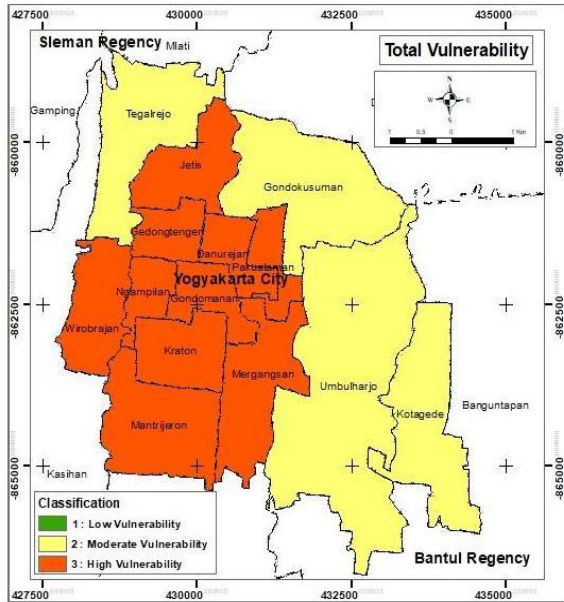 427500 430000 432500 435000
Sleman Regency Mlati
Total Vulnerability
N
W E
S
1 0.5 0 1 Km
Gamping
Tegalrejo
860000 860000
Jetis
Gondokusuman
Gedongtengen
Danurejan
Pakualaman
Yogyakarta City
Ngampilan
Gondomanan
862500 862500
Wirobrajan
Kraton
Mergangsan
Umbulharjo
Kotagede
Banguntapan
Mantrijeron
Kasihan
865000 865000
Classification
1 : Low Vulnerability
2 : Moderate Vulnerability
3 : High Vulnerability
Bantul Regency
427500 430000 432500 435000